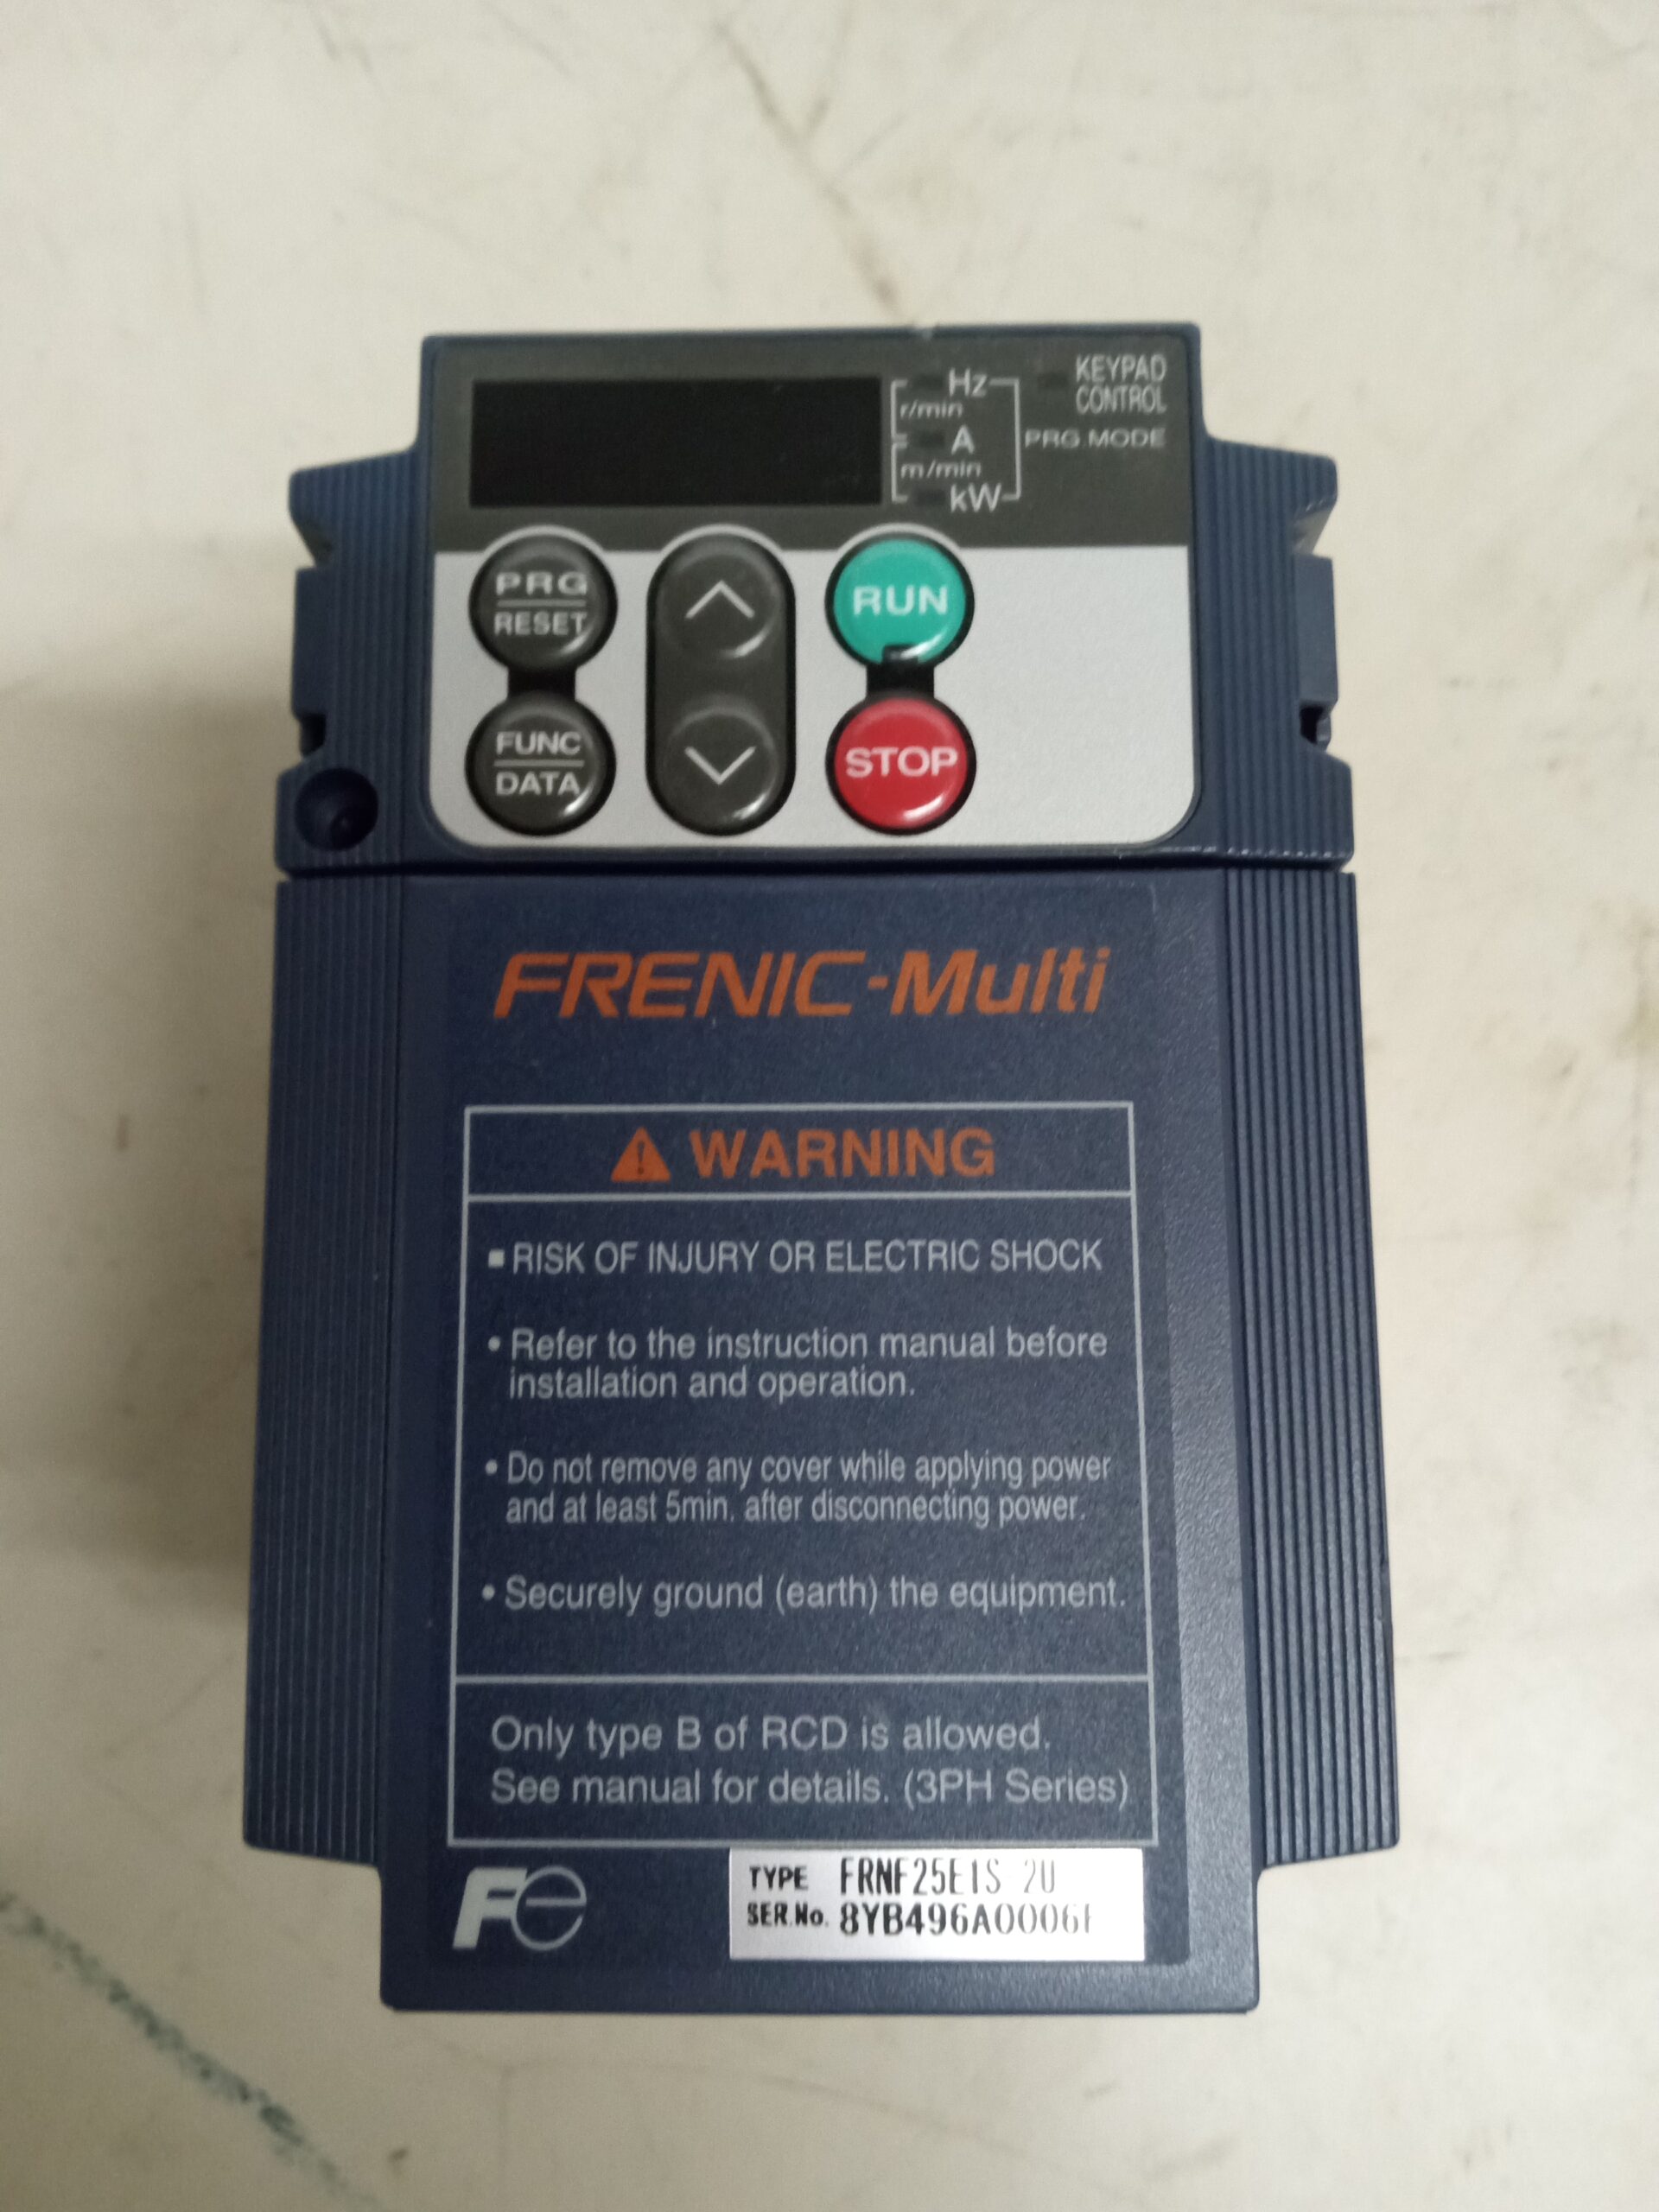 Hz
KEYPAD
CONTROL
r/min
A
PRG MODE
m/min
kW
PRG
RESET
RUN
FUNC
DATA
STOP
FRENIC-Multi
WARNING
■ RISK OF INJURY OR ELECTRIC SHOCK
• Refer to the instruction manual before
installation and operation.
• Do not remove any cover while applying power
and at least 5min. after disconnecting power.
• Securely ground (earth) the equipment.
Only type B of RCD is allowed.
See manual for details. (3PH Series)
Fe
TYPE FRNF25E1S-2U
SER.No.